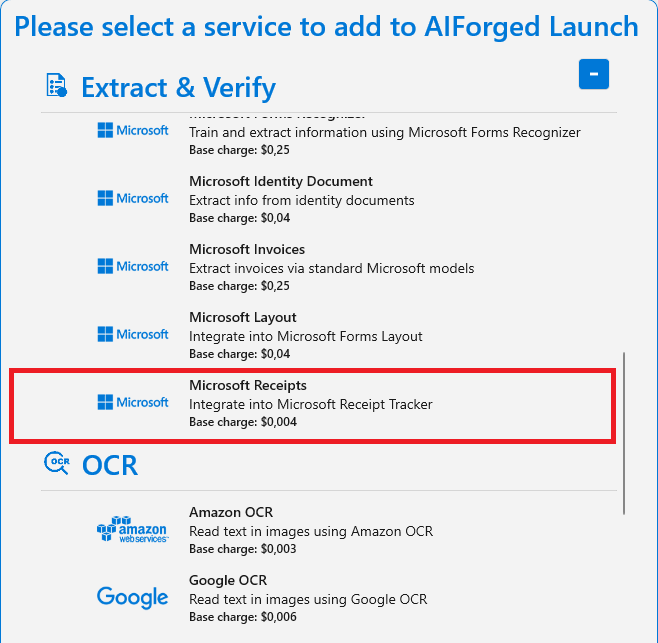 Please select a service to add to AIForged Launch
Extract & Verify
Microsoft
Microsoft Forms Recognizer
Train and extract information using Microsoft Forms Recognizer
Base charge: $0,25
Microsoft
Microsoft Identity Document
Extract info from identity documents
Base charge: $0,04
Microsoft
Microsoft Invoices
Extract invoices via standard Microsoft models
Base charge: $0,25
Microsoft
Microsoft Layout
Integrate into Microsoft Forms Layout
Base charge: $0,04
Microsoft
Microsoft Receipts
Integrate into Microsoft Receipt Tracker
Base charge: $0,004
OCR
OCR
amazon
webservices™
Amazon OCR
Read text in images using Amazon OCR
Base charge: $0,003
Google
Google OCR
Read text in images using Google OCR
Base charge: $0,006